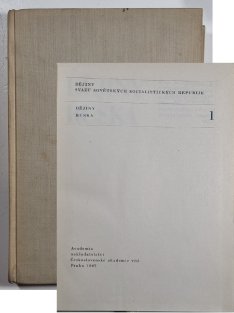 DĚJINY
SVAZU SOVĚTSKÝCH SOCIALISTICKÝCH REPUBLIK
DĚJINY
RUSKA
1
Academia
nakladatelství
Československé akademie věd
Praha 1967